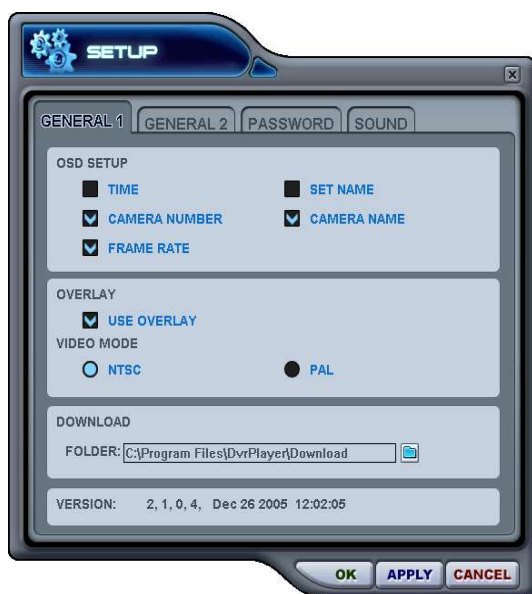 SETUP
GENERAL 1 GENERAL 2 PASSWORD SOUND
OSD SETUP
TIME SET NAME
CAMERA NUMBER CAMERA NAME
FRAME RATE
OVERLAY
USE OVERLAY
VIDEO MODE
NTSC PAL
DOWNLOAD
FOLDER: C:\Program Files\DvrPlayer\Download
VERSION: 2, 1, 0, 4, Dec 26 2005 12:02:05
OK APPLY CANCEL